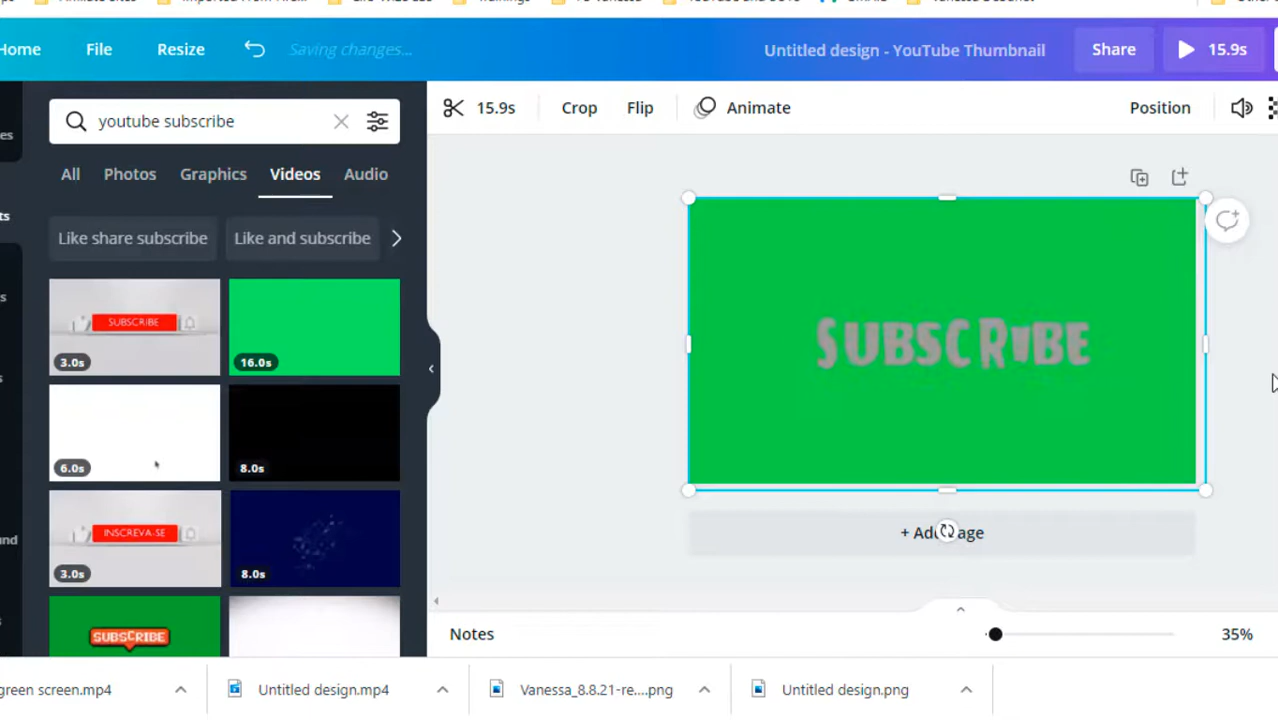 Home File Resize Saving changes... Untitled design - YouTube Thumbnail Share 15.9s
youtube subscribe
15.9s Crop Flip Animate Position
All Photos Graphics Videos Audio
Like share subscribe Like and subscribe
SUBSCRIBE
3.0s
16.0s
SUBSCRIBE
6.0s
8.0s
INSCREVA-SE
3.0s
8.0s
SUBSCRIBE
Notes
35%
green screen.mp4 Untitled design.mp4 Vanessa_8.8.21-re....png Untitled design.png